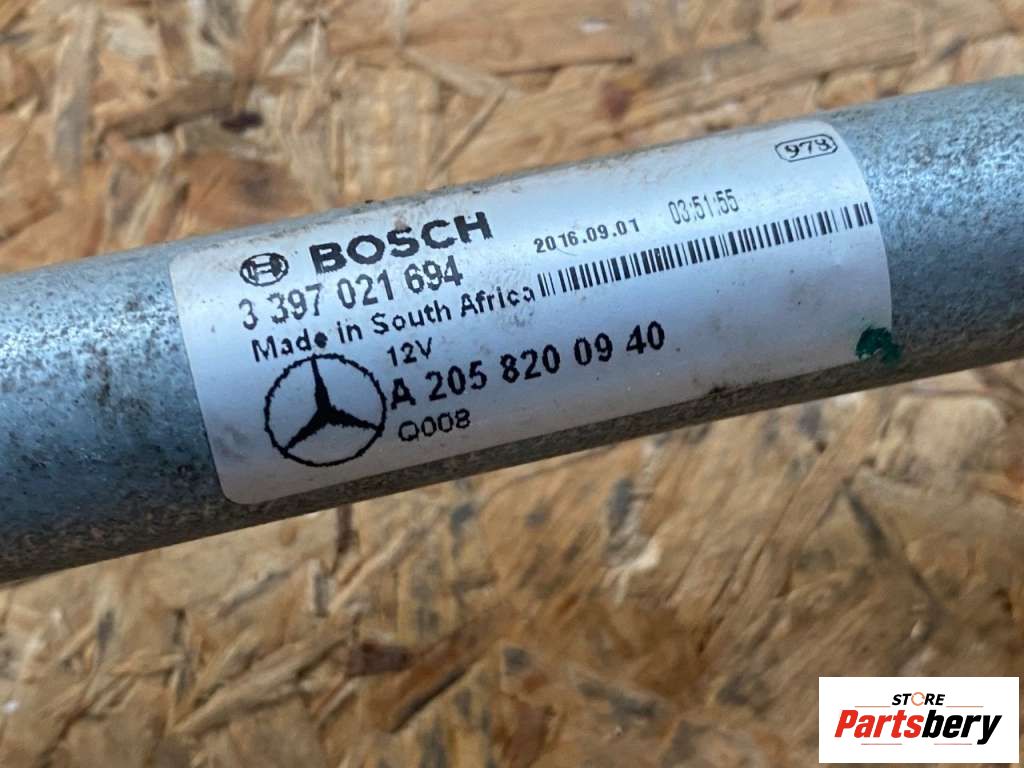 BOSCH
2016.09.01 03:51:55
3 397 021 694
Made in South Africa
12V
A 205 820 09 40
Q008
STORE
Partsbery